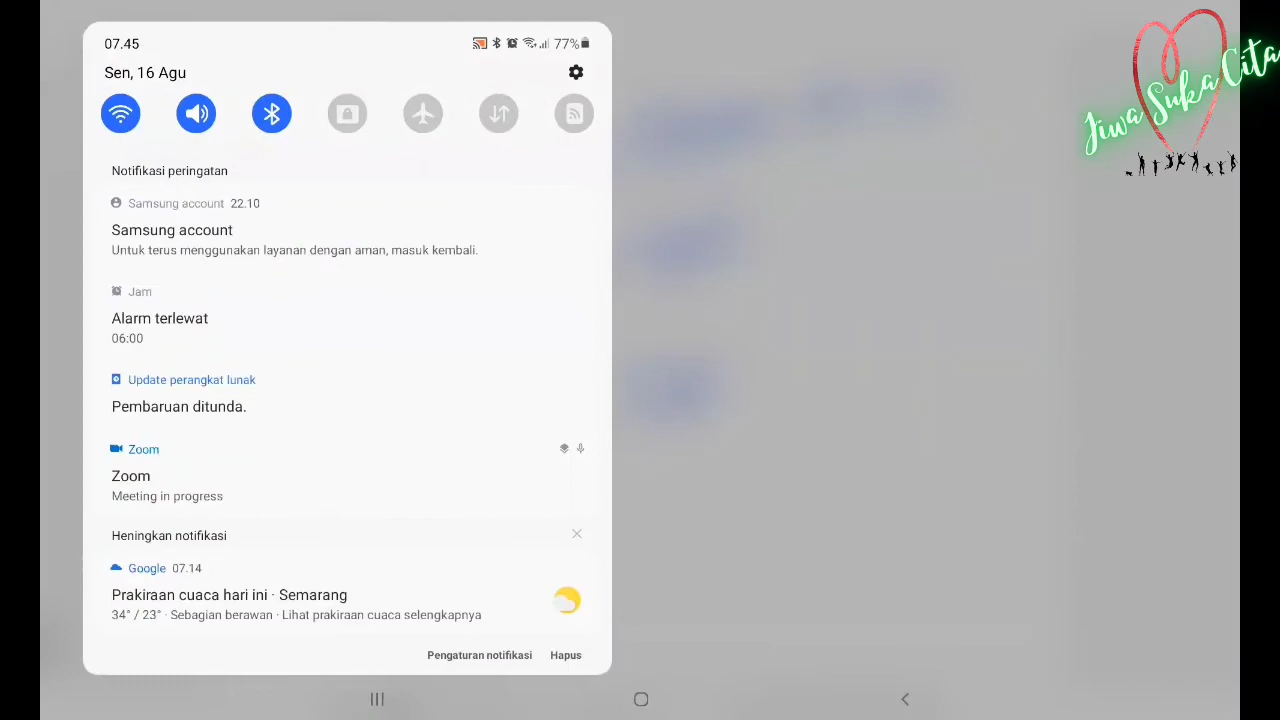 07.45
77%
Sen, 16 Agu
Notifikasi peringatan
Samsung account 22.10
Samsung account
Untuk terus menggunakan layanan dengan aman, masuk kembali.
Jam
Alarm terlewat
06:00
Update perangkat lunak
Pembaruan ditunda.
Zoom
Zoom
Meeting in progress
Heningkan notifikasi
Google 07.14
Prakiraan cuaca hari ini · Semarang
34° / 23° · Sebagian berawan · Lihat prakiraan cuaca selengkapnya
Pengaturan notifikasi Hapus
Jiwa Suka Cita